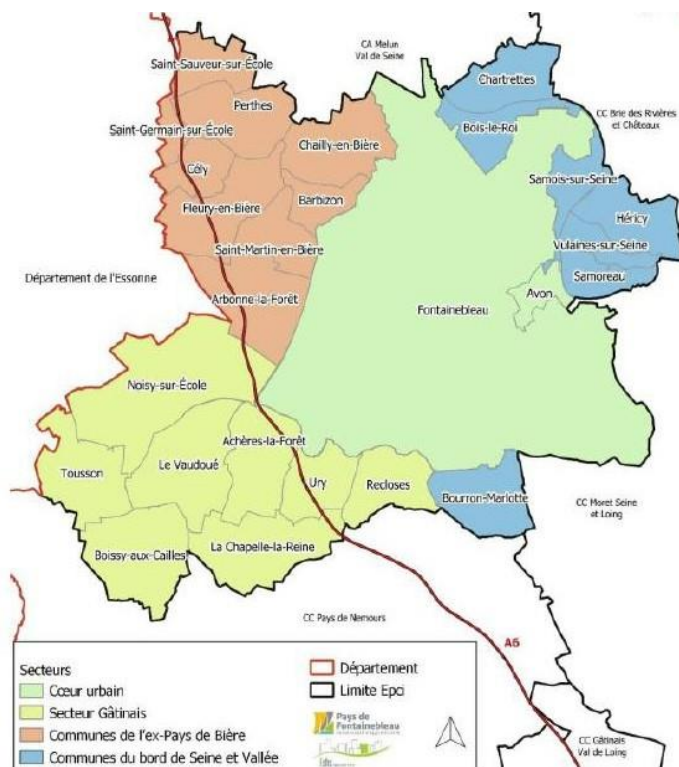 CA Melun
Val de Seine
Saint-Sauveur-sur-École
Chartrettes
Perthes
CC Brie des Rivières
et Châteaux
Saint-Germain-sur-École
Bois-le-Roi
Chailly-en-Bière
Cély
Samois-sur-Seine
Barbizon
Fleury-en-Bière
Héricy
Saint-Martin-en-Bière
Vulaines-sur-Seine
Département de l'Essonne
Samoreau
Arbonne-la-Forêt
Avon
Fontainebleau
Noisy-sur-École
Achères-la-Forêt
Le Vaudoué
Tousson
Ury
Recloses
Bourron-Marlotte
CC Moret Seine
et Loing
La Chapelle-la-Reine
Boissy-aux-Cailles
CC Pays de Nemours
A6
Secteurs
Cœur urbain
Secteur Gâtinais
Communes de l'ex-Pays de Bière
Communes du bord de Seine et Vallée
Département
Limite Epci
Pays de
Fontainebleau
CC Gâtinais
Val de Loing